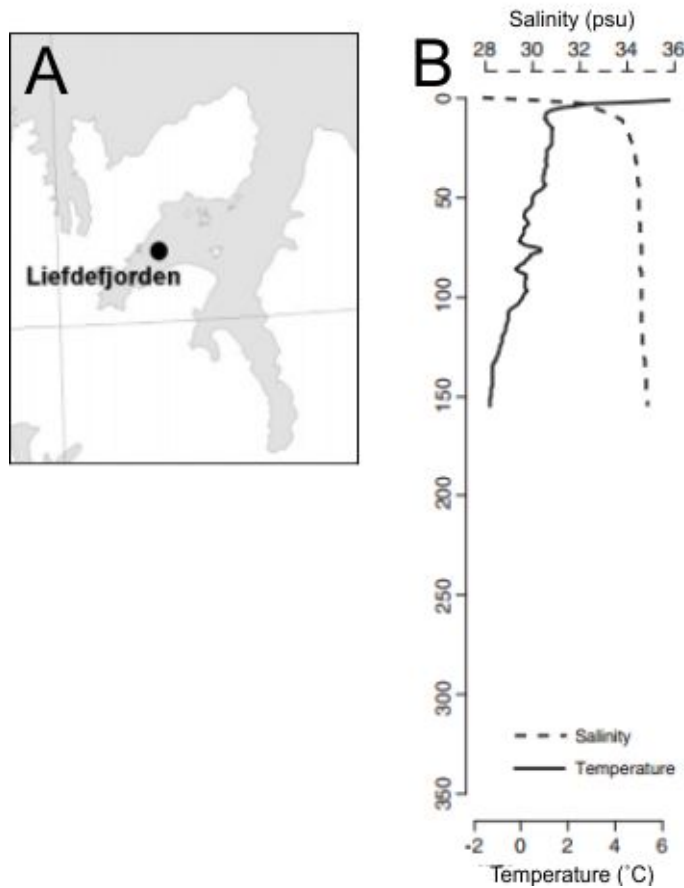 A
Liefdefjorden
B
Salinity (psu)
28 30 32 34 36
0
50
100
150
200
250
300
350
Salinity
Temperature
-2 0 2 4 6
Temperature (˚C)